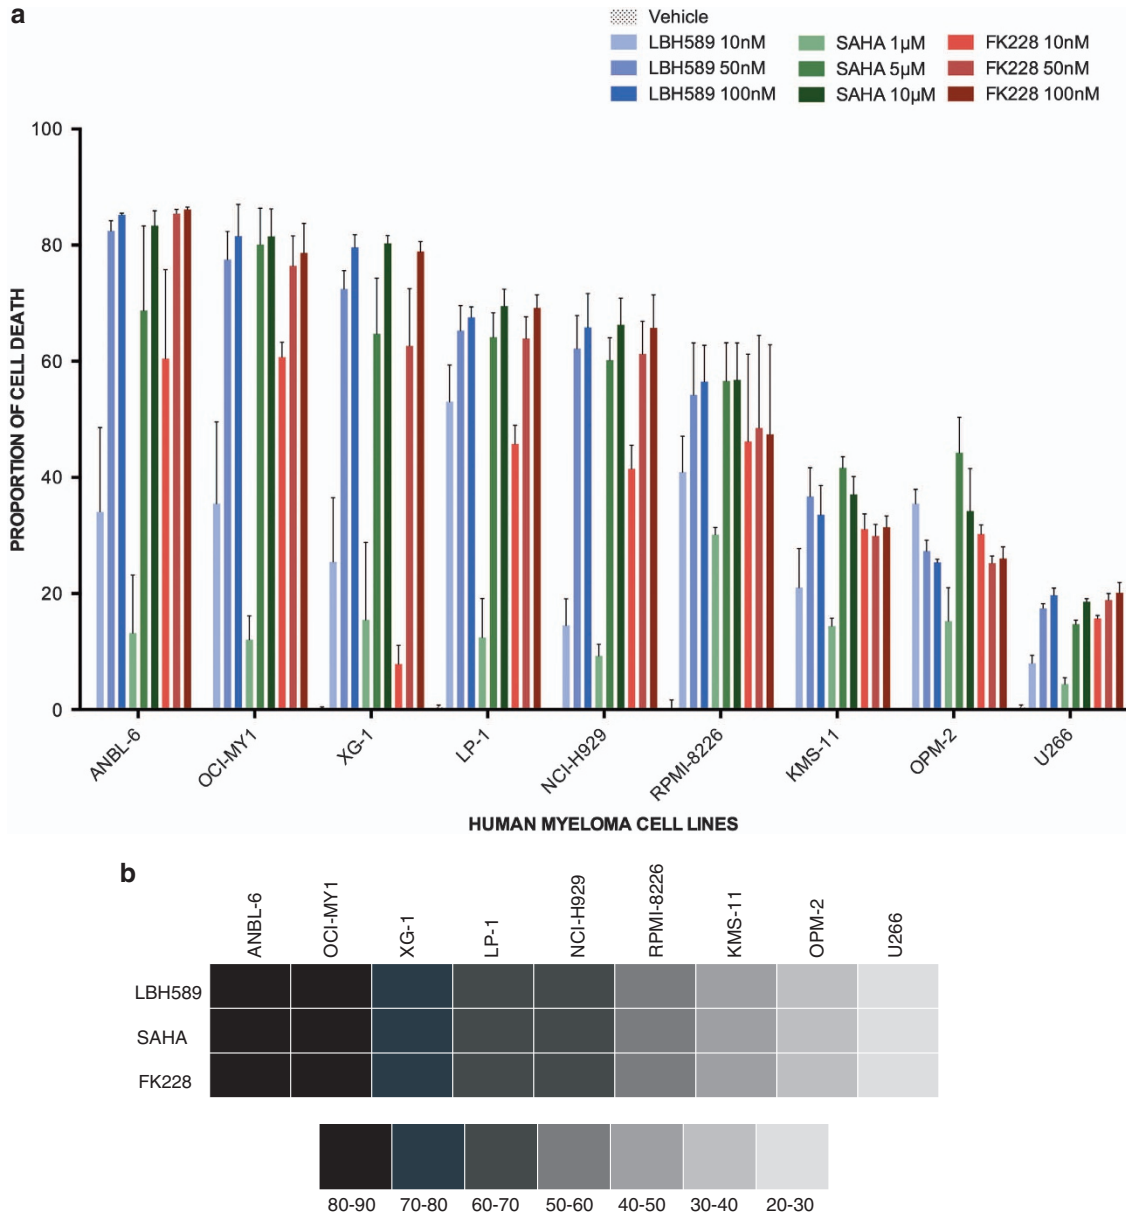 a
Vehicle
LBH589 10nM SAHA 1µM FK228 10nM
LBH589 50nM SAHA 5µM FK228 50nM
LBH589 100nM SAHA 10µM FK228 100nM
PROPORTION OF CELL DEATH
100
80
60
40
20
0
ANBL-6 OCI-MY1 XG-1 LP-1 NCI-H929 RPMI-8226 KMS-11 OPM-2 U266
HUMAN MYELOMA CELL LINES
b
ANBL-6 OCI-MY1 XG-1 LP-1 NCI-H929 RPMI-8226 KMS-11 OPM-2 U266
LBH589
SAHA
FK228
80-90 70-80 60-70 50-60 40-50 30-40 20-30